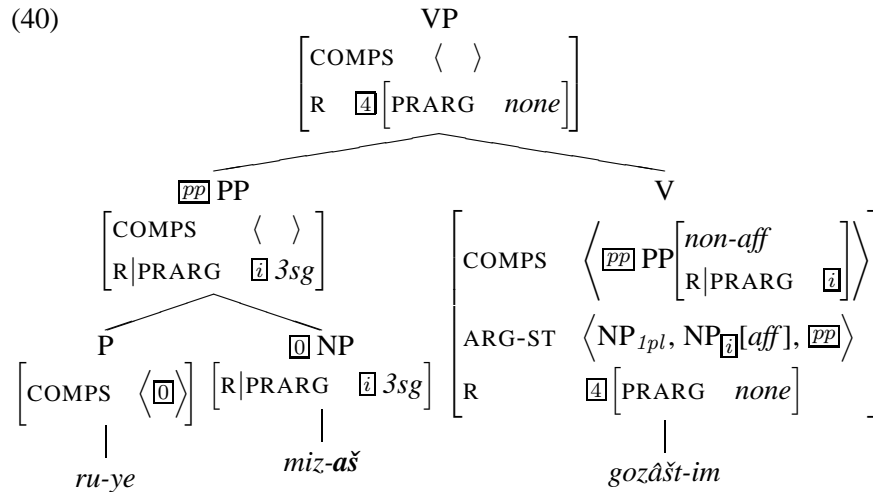 (40)
VP
COMPS ⟨ ⟩
R [4] [PRARG none]
[pp] PP
COMPS ⟨ ⟩
R|PRARG [i] 3sg
V
COMPS ⟨[pp] PP[non-aff
R|PRARG [i]]⟩
ARG-ST ⟨NP1pl, NP[i][aff], [pp]⟩
R [4] [PRARG none]
P
[COMPS ⟨[0]⟩]
[0] NP
[R|PRARG [i] 3sg]
ru-ye
miz-aš
gozâšt-im